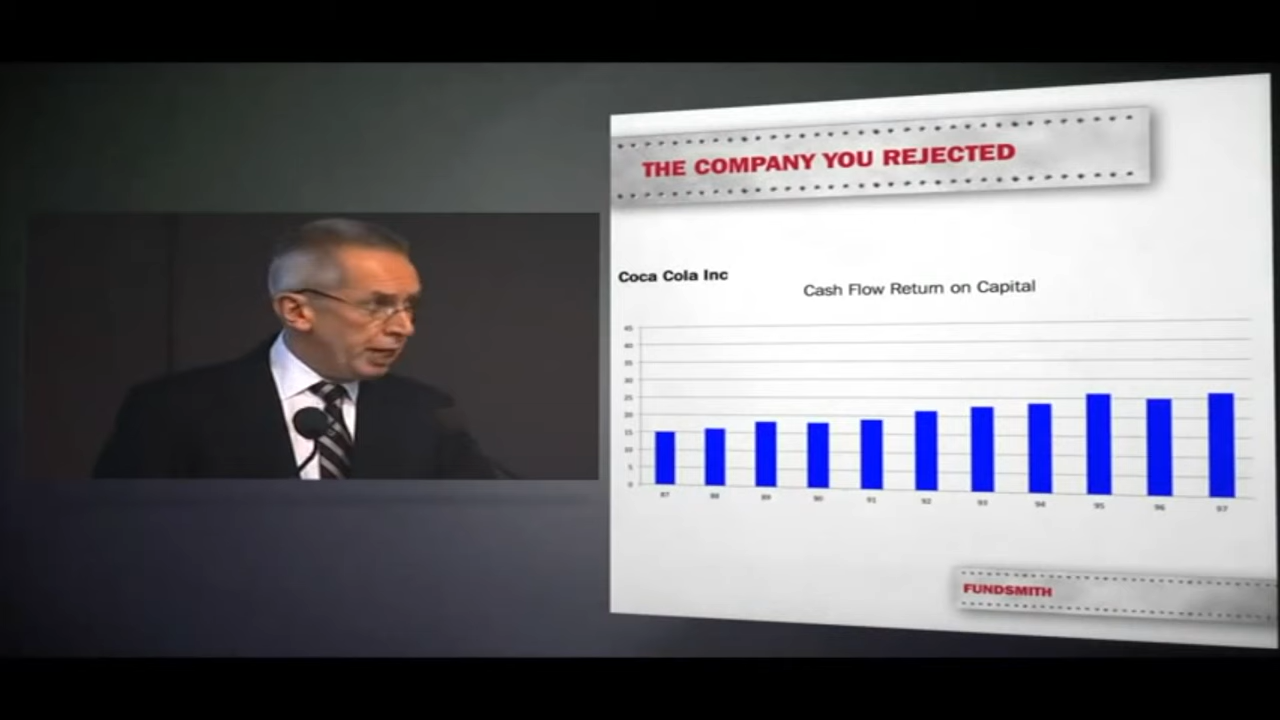 THE COMPANY YOU REJECTED
Coca Cola Inc
Cash Flow Return on Capital
45
40
35
30
25
20
15
10
5
0
87 88 89 90 91 92 93 94 95 96 97
FUNDSMITH